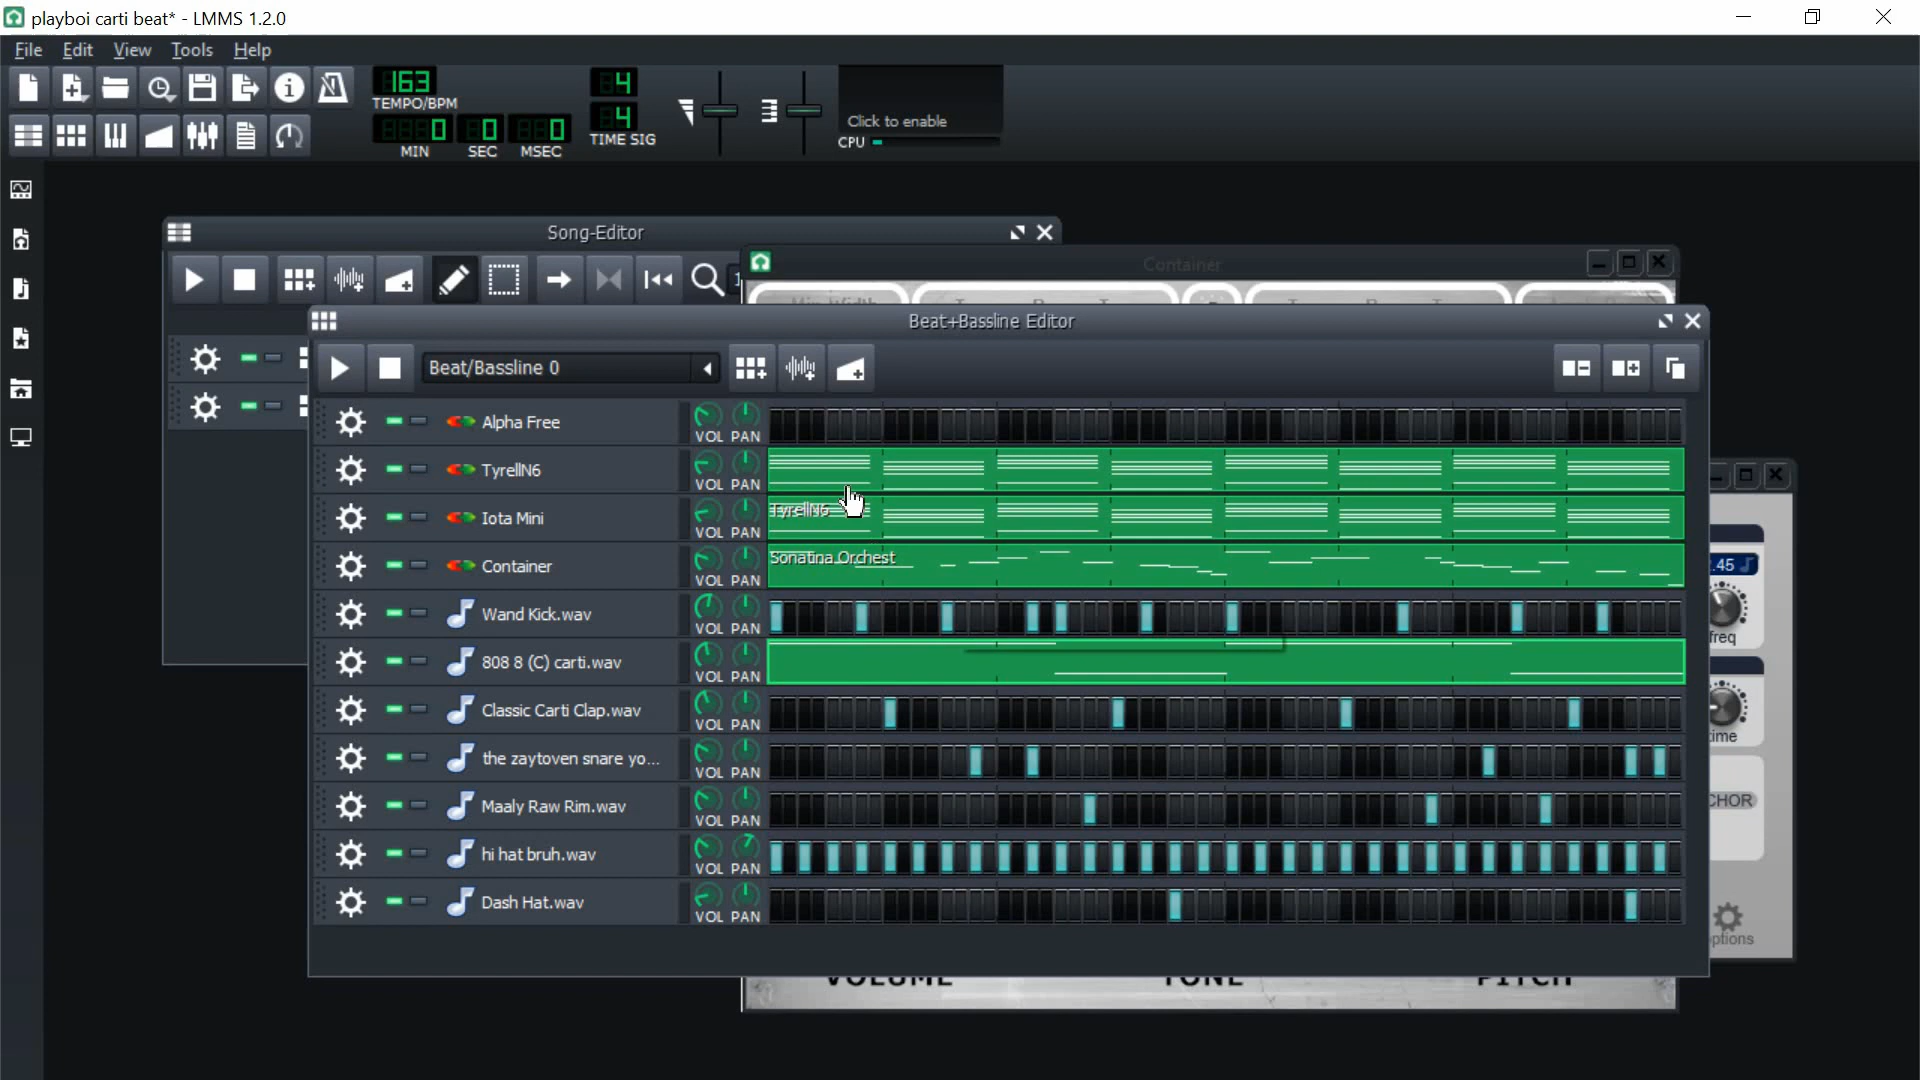 playboi carti beat* - LMMS 1.2.0
File Edit View Tools Help
163
TEMPO/BPM
0 0 0
MIN SEC MSEC
4
4
TIME SIG
Click to enable
CPU
Song-Editor
Container
Beat+Bassline Editor
Beat/Bassline 0
Alpha Free VOL PAN
TyrellN6 VOL PAN
Iota Mini VOL PAN TyrellN6
Container VOL PAN Sonatina Orchest
Wand Kick.wav VOL PAN
808 8 (C) carti.wav VOL PAN
Classic Carti Clap.wav VOL PAN
the zaytoven snare yo... VOL PAN
Maaly Raw Rim.wav VOL PAN
hi hat bruh.wav VOL PAN
Dash Hat.wav VOL PAN
.45
freq
time
CHOR
options
VOLUME TONE PITCH